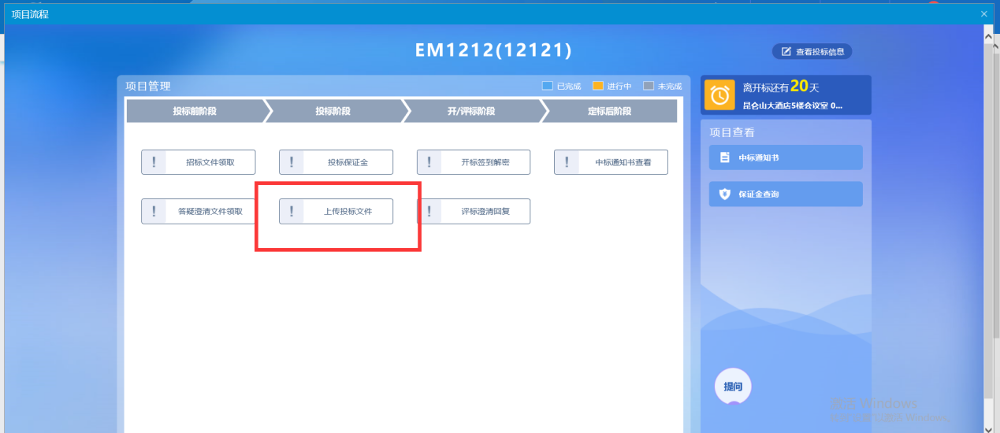 项目流程
EM1212(12121)
查看投标信息
项目管理
已完成
进行中
未完成
投标前阶段
投标阶段
开/评标阶段
定标后阶段
招标文件领取
投标保证金
开标签到解密
中标通知书查看
答疑澄清文件领取
上传投标文件
评标澄清回复
离开标还有20天
昆仑山大酒店5楼会议室 0...
项目查看
中标通知书
保证金查询
提问
Windows
Windows。